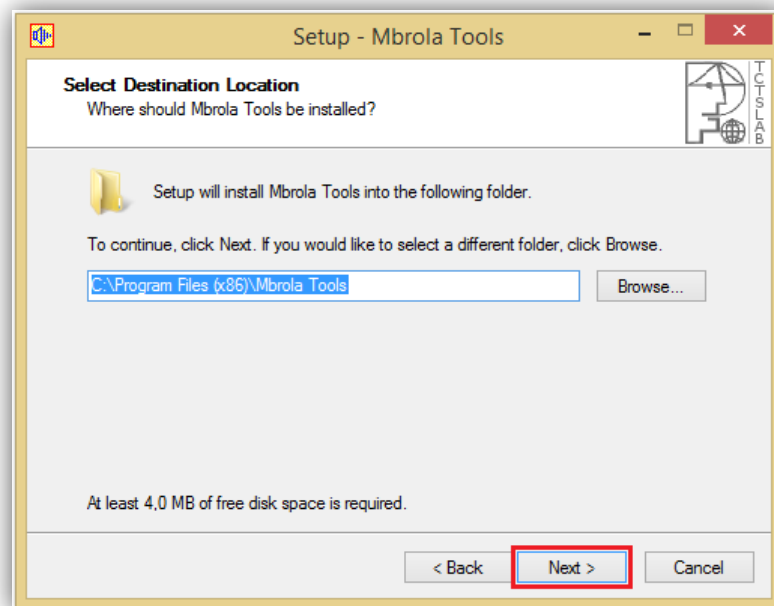 Setup - Mbrola Tools
Select Destination Location
Where should Mbrola Tools be installed?
TCTSLAB
Setup will install Mbrola Tools into the following folder.
To continue, click Next. If you would like to select a different folder, click Browse.
C:\Program Files (x86)\Mbrola Tools
Browse...
At least 4,0 MB of free disk space is required.
< Back Next > Cancel